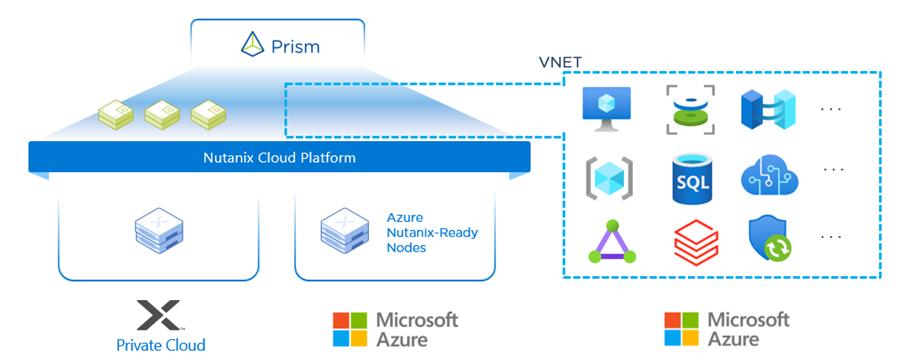 Prism
VNET
...
Nutanix Cloud Platform
SQL
...
Azure
Nutanix-Ready
Nodes
...
Private Cloud
Microsoft
Azure
Microsoft
Azure